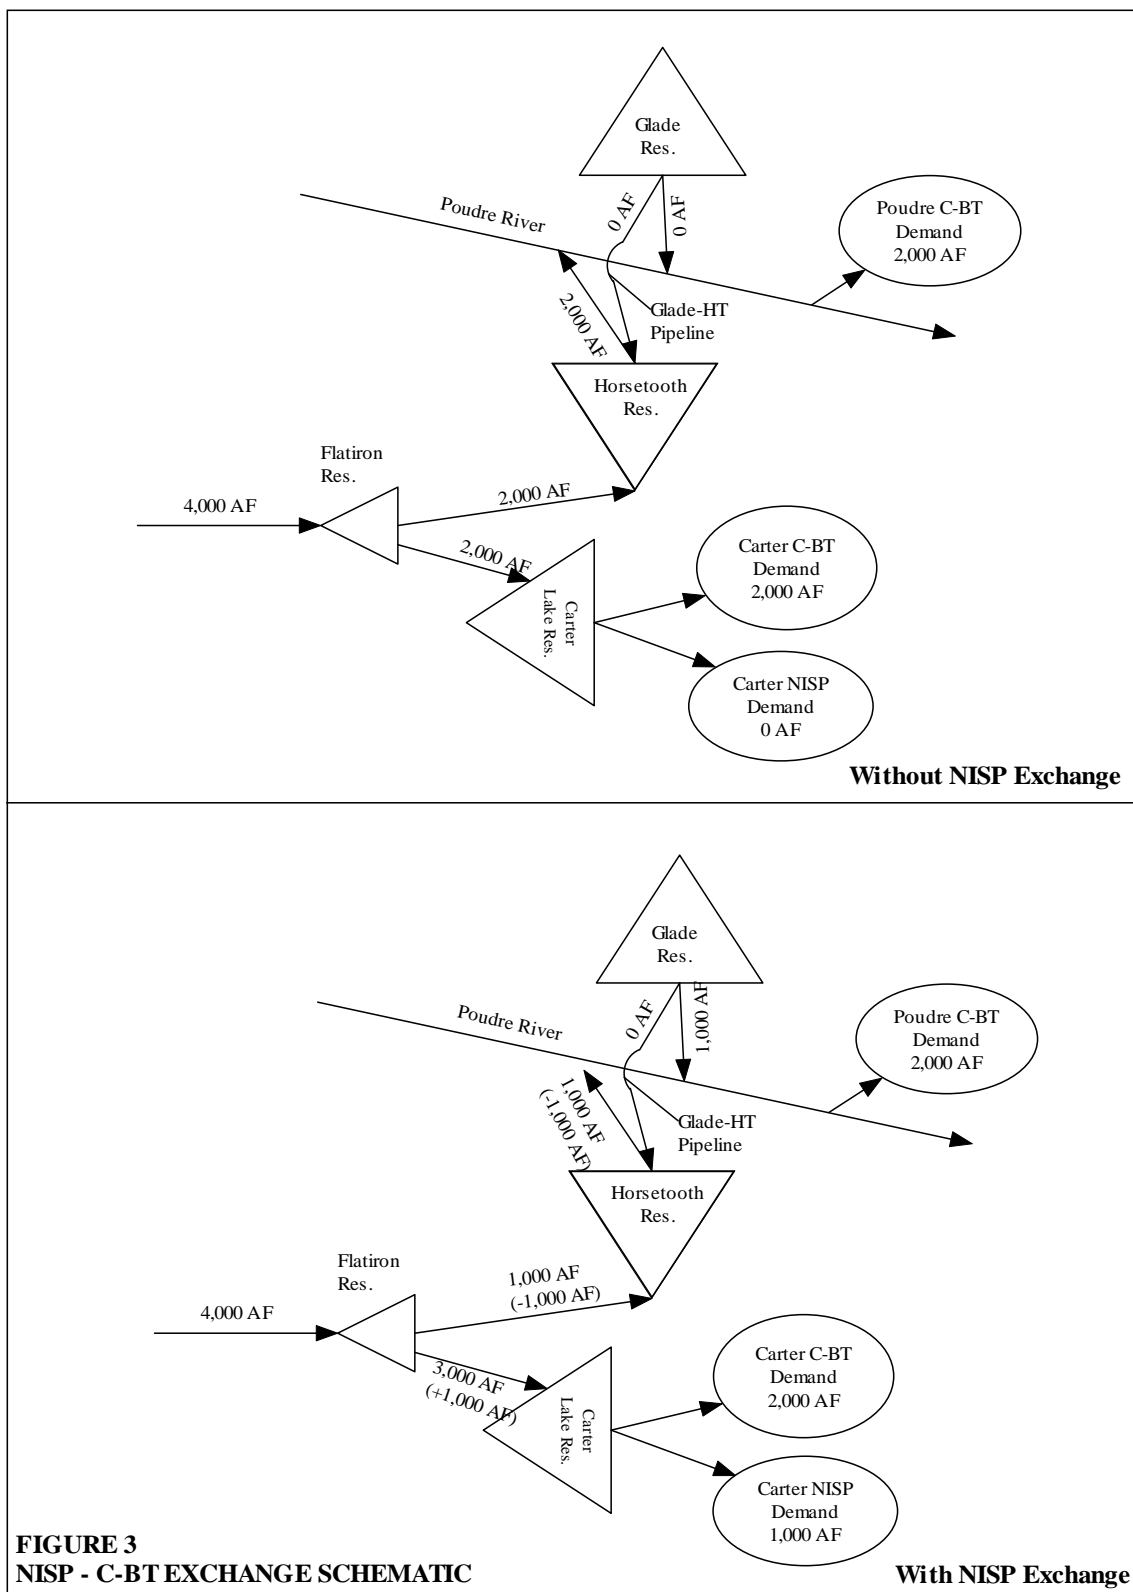 Glade
Res.
Poudre River
0 AF
0 AF
Poudre C-BT
Demand
2,000 AF
2,000 AF
Glade-HT
Pipeline
Horsetooth
Res.
Flatiron
Res.
4,000 AF
2,000 AF
2,000 AF
Carter
Lake Res.
Carter C-BT
Demand
2,000 AF
Carter NISP
Demand
0 AF
Without NISP Exchange
Glade
Res.
Poudre River
0 AF
1,000 AF
Poudre C-BT
Demand
2,000 AF
1,000 AF
(-1,000 AF)
Glade-HT
Pipeline
Horsetooth
Res.
Flatiron
Res.
4,000 AF
1,000 AF
(-1,000 AF)
3,000 AF
(+1,000 AF)
Carter
Lake Res.
Carter C-BT
Demand
2,000 AF
Carter NISP
Demand
1,000 AF
FIGURE 3
NISP - C-BT EXCHANGE SCHEMATIC
With NISP Exchange